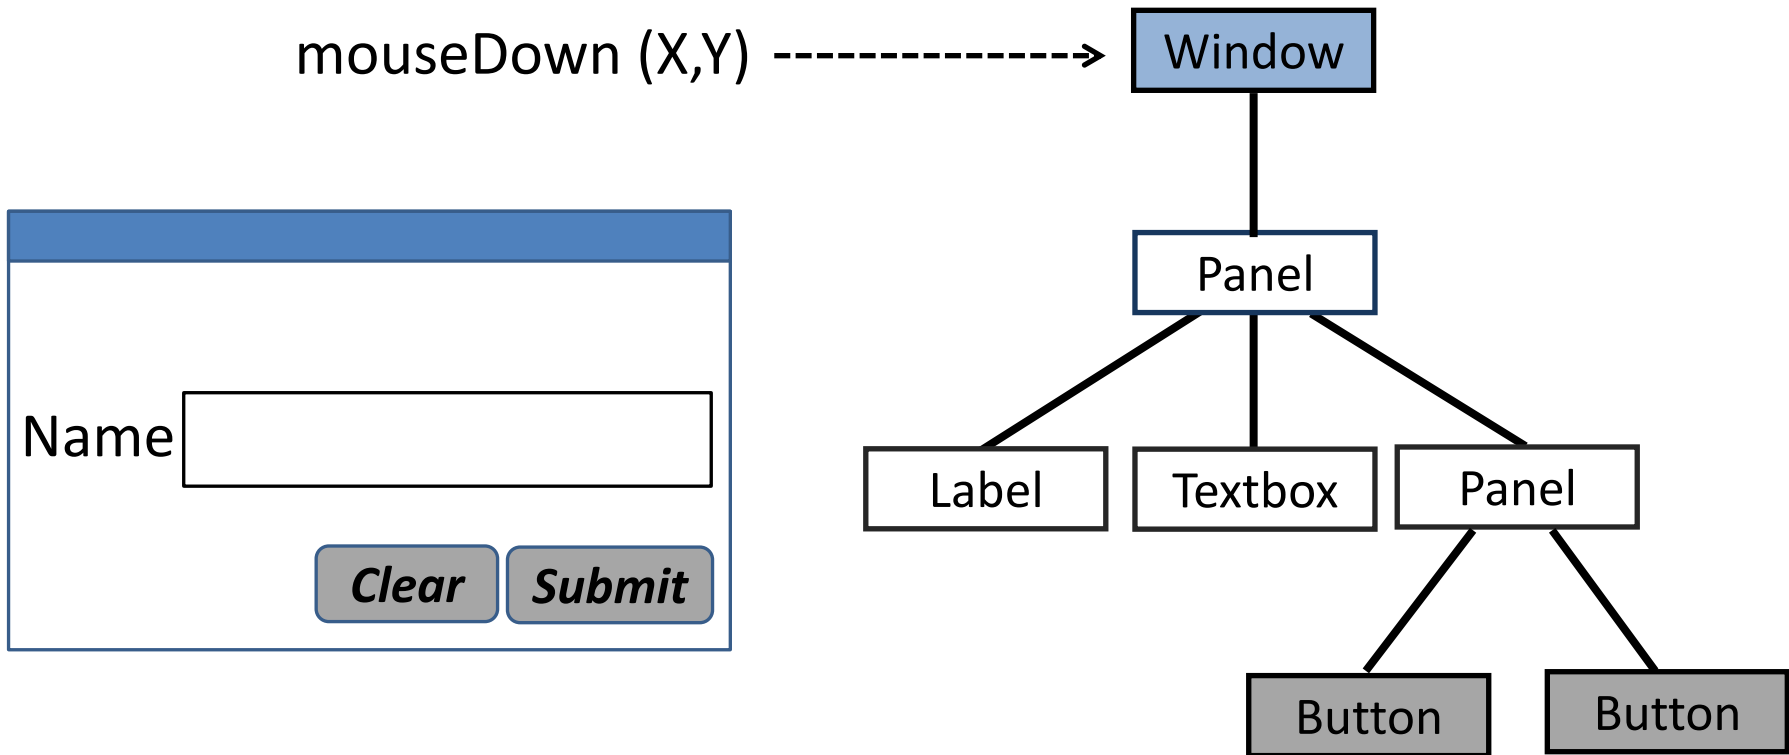 mouseDown (X,Y)
Window
Panel
Name
Label
Textbox
Panel
Clear
Submit
Button
Button